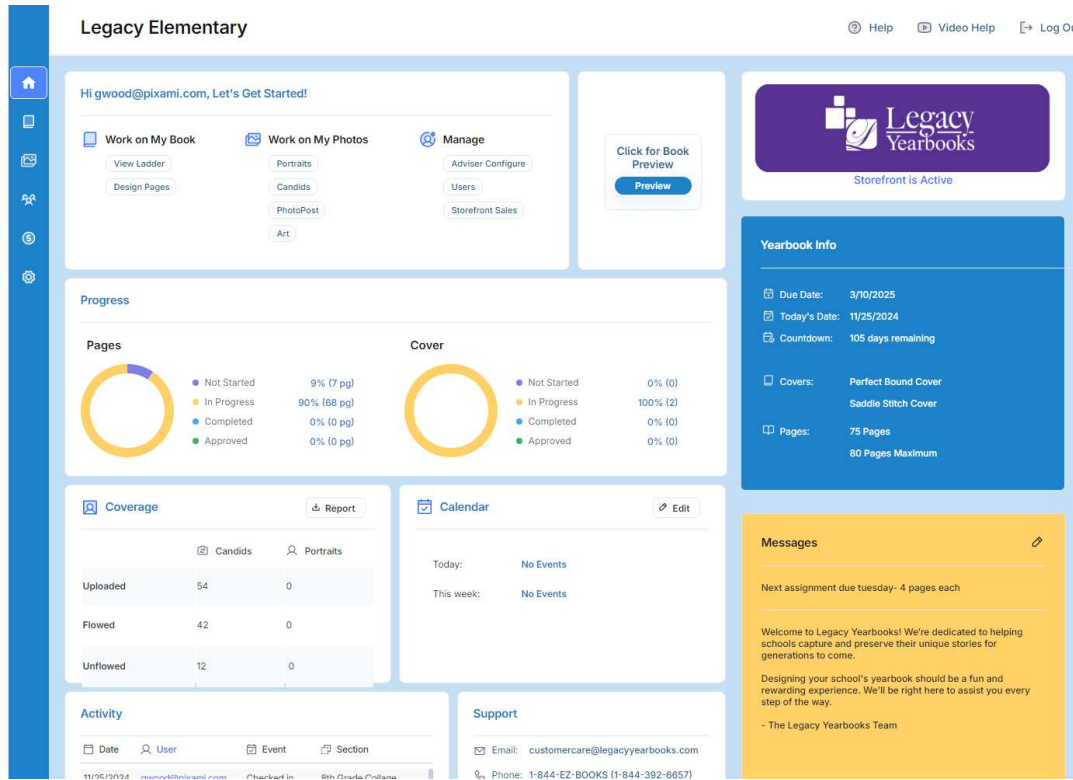 Legacy Elementary
Help
Video Help
Log Ou
Hi gwood@pixami.com, Let's Get Started!
Work on My Book
View Ladder
Design Pages
Work on My Photos
Portraits
Candids
PhotoPost
Art
Manage
Adviser Configure
Users
Storefront Sales
Click for Book
Preview
Preview
Legacy
Yearbooks
Storefront is Active
Yearbook Info
Due Date: 3/10/2025
Today's Date: 11/25/2024
Countdown: 105 days remaining
Covers: Perfect Bound Cover
Saddle Stitch Cover
Pages: 75 Pages
80 Pages Maximum
Progress
Pages
Not Started 9% (7 pg)
In Progress 90% (68 pg)
Completed 0% (0 pg)
Approved 0% (0 pg)
Cover
Not Started 0% (0)
In Progress 100% (2)
Completed 0% (0)
Approved 0% (0)
Coverage
Report
Candids Portraits
Uploaded 54 0
Flowed 42 0
Unflowed 12 0
Calendar
Edit
Today: No Events
This week: No Events
Messages
Next assignment due tuesday- 4 pages each
Welcome to Legacy Yearbooks! We're dedicated to helping
schools capture and preserve their unique stories for
generations to come.
Designing your school's yearbook should be a fun and
rewarding experience. We'll be right here to assist you every
step of the way.
- The Legacy Yearbooks Team
Activity
Date User Event Section
11/25/2024 gwood@pixami.com Checked in 8th Grade Collage
Support
Email: customercare@legacyyearbooks.com
Phone: 1-844-EZ-BOOKS (1-844-392-6657)